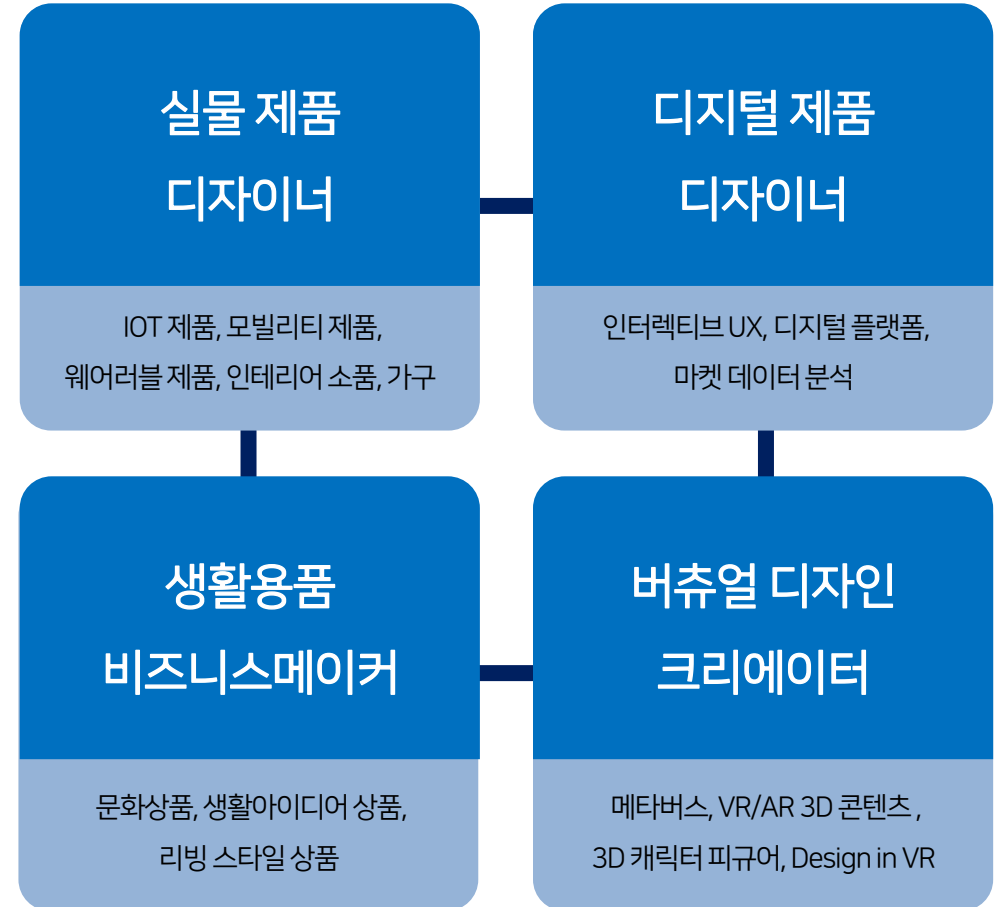 실물 제품
디자이너
IOT 제품, 모빌리티 제품,
웨어러블 제품, 인테리어 소품, 가구
디지털 제품
디자이너
인터렉티브 UX, 디지털 플랫폼,
마켓 데이터 분석
생활용품
비즈니스메이커
문화상품, 생활아이디어 상품,
리빙 스타일 상품
버츄얼 디자인
크리에이터
메타버스, VR/AR 3D 콘텐츠 ,
3D 캐릭터 피규어, Design in VR